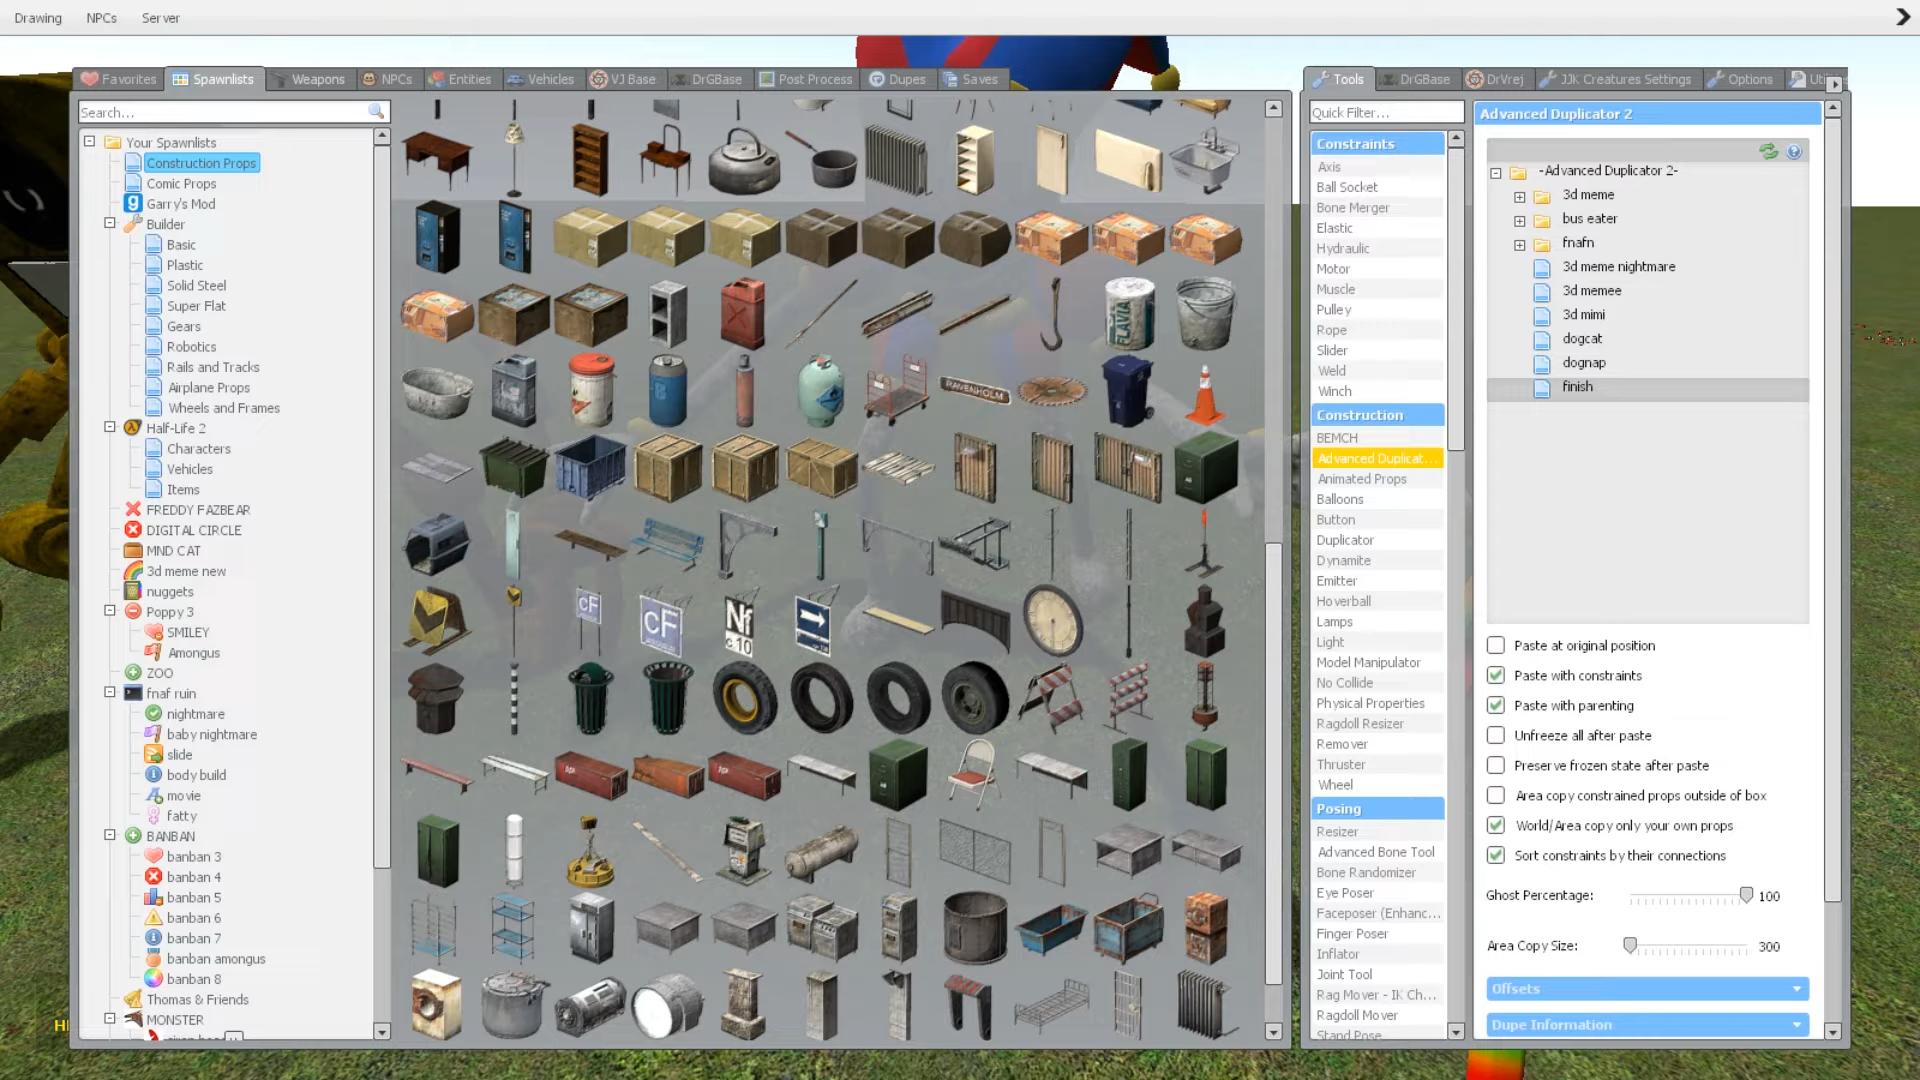 Drawing NPCs Server
Favorites Spawnlists Weapons NPCs Entities Vehicles VJ Base DrGBase Post Process Dupes Saves
Search...
Your Spawnlists
Construction Props
Comic Props
Garry's Mod
Builder
Basic
Plastic
Solid Steel
Super Flat
Gears
Robotics
Rails and Tracks
Airplane Props
Wheels and Frames
Half-Life 2
Characters
Vehicles
Items
FREDDY FAZBEAR
DIGITAL CIRCLE
MND CAT
3d meme new
nuggets
Poppy 3
SMILEY
Amongus
ZOO
fnaf ruin
nightmare
baby nightmare
slide
body build
movie
fatty
BANBAN
banban 3
banban 4
banban 5
banban 6
banban 7
banban amongus
banban 8
Thomas & Friends
MONSTER
FLAVIA
RAVENHOLM
cF
cF
Nf
c 10
Tools DrGBase DrVrej JJK Creatures Settings Options
Quick Filter...
Constraints
Axis
Ball Socket
Bone Merger
Elastic
Hydraulic
Motor
Muscle
Pulley
Rope
Slider
Weld
Winch
Construction
BEMCH
Advanced Duplicat...
Animated Props
Balloons
Button
Duplicator
Dynamite
Emitter
Hoverball
Lamps
Light
Model Manipulator
No Collide
Physical Properties
Ragdoll Resizer
Remover
Thruster
Wheel
Posing
Resizer
Advanced Bone Tool
Bone Randomizer
Eye Poser
Faceposer (Enhanc...
Finger Poser
Inflator
Joint Tool
Rag Mover - IK Ch...
Ragdoll Mover
Stand Pose
Advanced Duplicator 2
-Advanced Duplicator 2-
3d meme
bus eater
fnafn
3d meme nightmare
3d memee
3d mimi
dogcat
dognap
finish
Paste at original position
Paste with constraints
Paste with parenting
Unfreeze all after paste
Preserve frozen state after paste
Area copy constrained props outside of box
World/Area copy only your own props
Sort constraints by their connections
Ghost Percentage: 100
Area Copy Size: 300
Offsets
Dupe Information